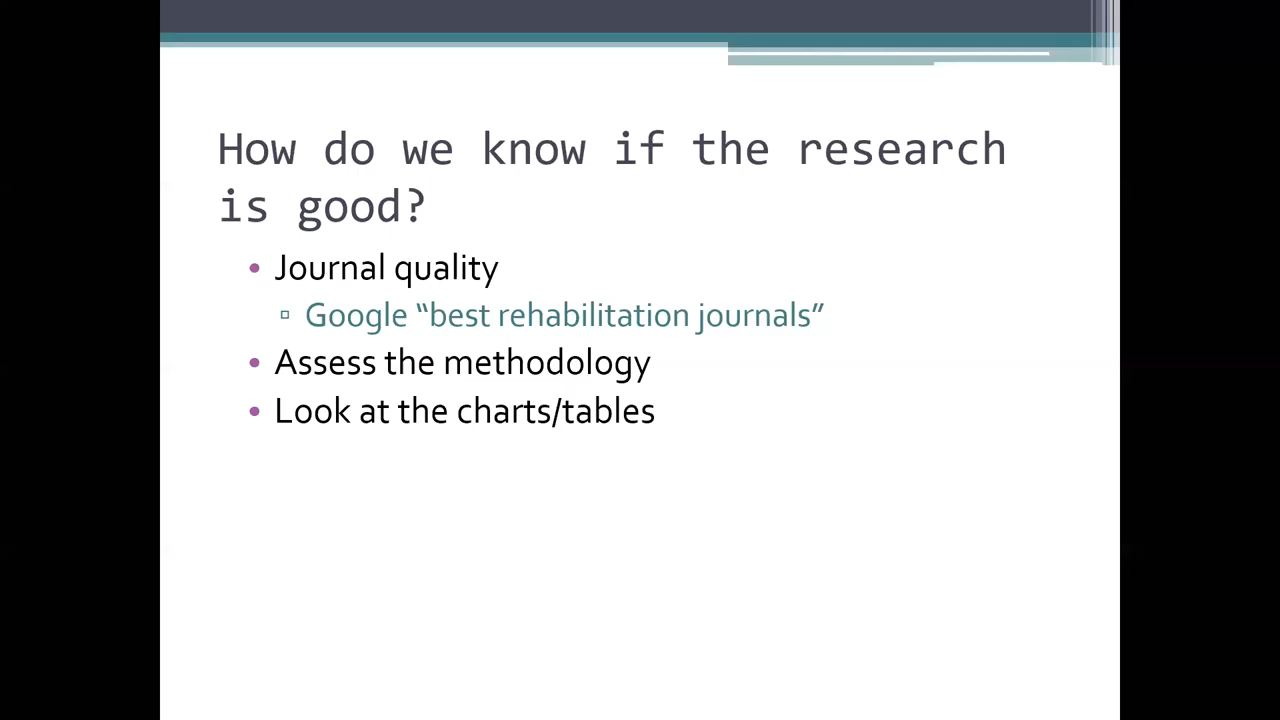 How do we know if the research
is good?
• Journal quality
▫ Google “best rehabilitation journals”
• Assess the methodology
• Look at the charts/tables